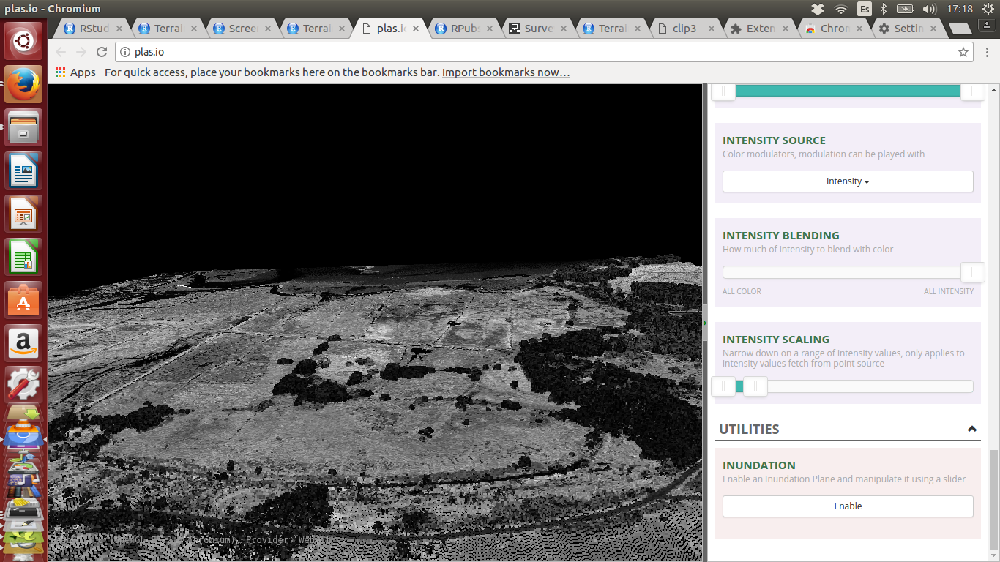 plas.io - Chromium
Es
17:18
RStud
Terrai
Scree
Terrai
plas.i
RPub
Surve
Terrai
clip3
Exten
Chron
Settin
plas.io
Apps
For quick access, place your bookmarks here on the bookmarks bar. Import bookmarks now…
INTENSITY SOURCE
Color modulators, modulation can be played with
Intensity
INTENSITY BLENDING
How much of intensity to blend with color
ALL COLOR
ALL INTENSITY
INTENSITY SCALING
Narrow down on a range of intensity values, only applies to
intensity values fetch from point source
UTILITIES
INUNDATION
Enable an Inundation Plane and manipulate it using a slider
Enable
Provider: